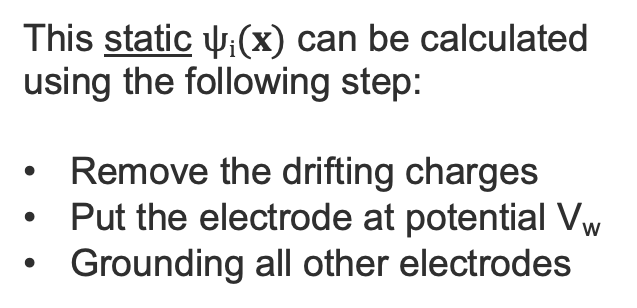 This static ψᵢ(𝐱) can be calculated
using the following step:
• Remove the drifting charges
• Put the electrode at potential V_w
• Grounding all other electrodes